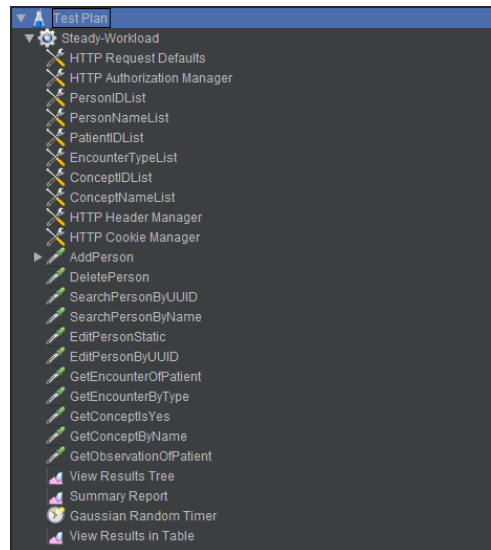 Test Plan
Steady-Workload
HTTP Request Defaults
HTTP Authorization Manager
PersonIDList
PersonNameList
PatientIDList
EncounterTypeList
ConceptIDList
ConceptNameList
HTTP Header Manager
HTTP Cookie Manager
AddPerson
DeletePerson
SearchPersonByUUID
SearchPersonByName
EditPersonStatic
EditPersonByUUID
GetEncounterOfPatient
GetEncounterByType
GetConceptIsYes
GetConceptByName
GetObservationOfPatient
View Results Tree
Summary Report
Gaussian Random Timer
View Results in Table